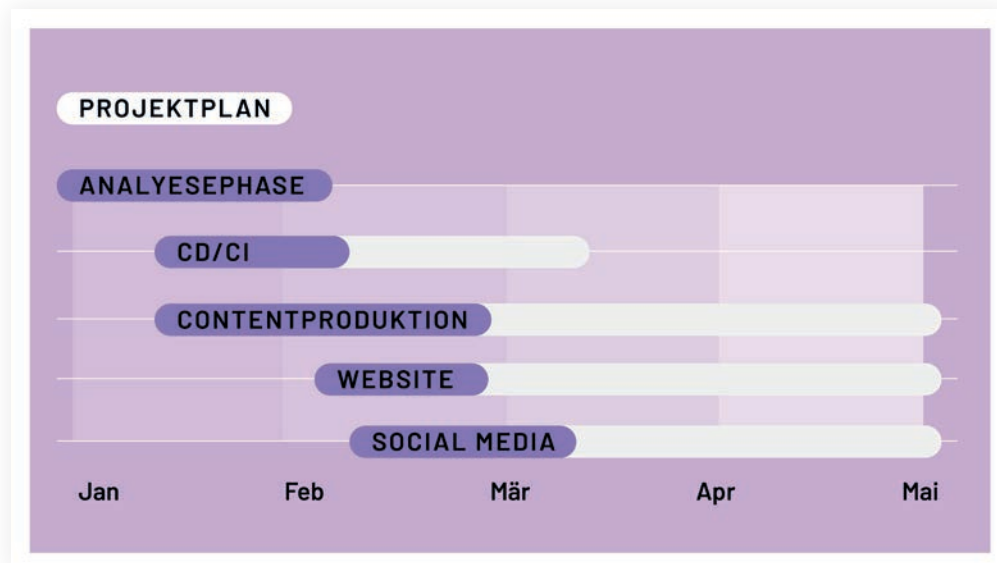 PROJEKTPLAN
ANALYESEPHASE
CD/CI
CONTENTPRODUKTION
WEBSITE
SOCIAL MEDIA
Jan Feb Mär Apr Mai